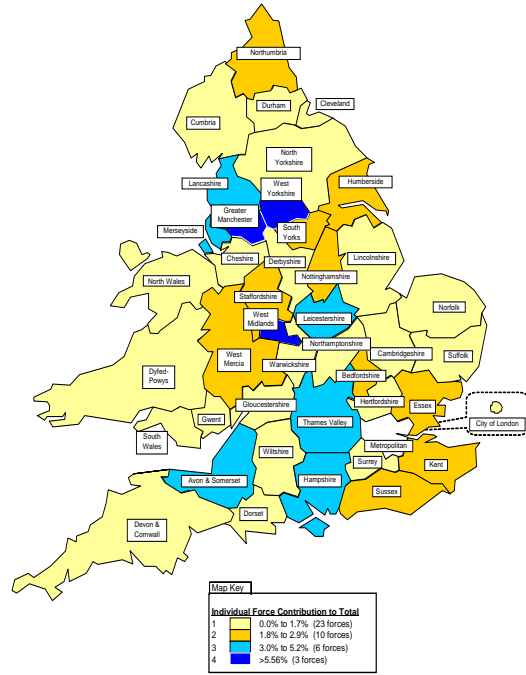 Northumbria
Durham
Cleveland
Cumbria
North
Yorkshire
Lancashire
West
Yorkshire
Humberside
Greater
Manchester
Merseyside
South
Yorks
Cheshire
Derbyshire
Lincolnshire
North Wales
Nottinghamshire
Staffordshire
Norfolk
West
Midlands
Leicestershire
Northamptonshire
West
Mercia
Cambridgeshire
Suffolk
Warwickshire
Dyfed-
Powys
Bedfordshire
Gloucestershire
Hertfordshire
Essex
Gwent
Thames Valley
City of London
South
Wales
Metropolitan
Wiltshire
Surrey
Kent
Avon & Somerset
Hampshire
Sussex
Dorset
Devon &
Cornwall
Map Key
Individual Force Contribution to Total
1 0.0% to 1.7% (23 forces)
2 1.8% to 2.9% (10 forces)
3 3.0% to 5.2% (6 forces)
4 >5.56% (3 forces)